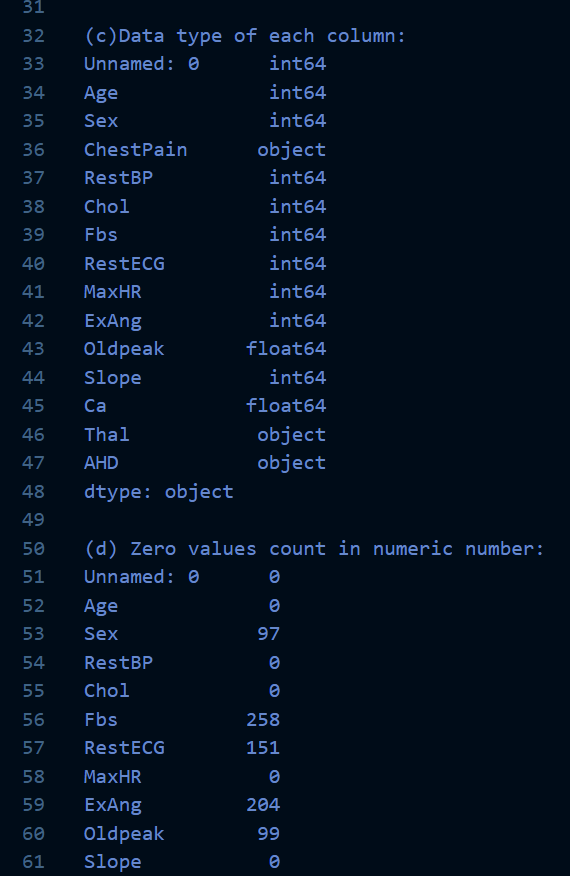 31
32 (c)Data type of each column:
33 Unnamed: 0 int64
34 Age int64
35 Sex int64
36 ChestPain object
37 RestBP int64
38 Chol int64
39 Fbs int64
40 RestECG int64
41 MaxHR int64
42 ExAng int64
43 Oldpeak float64
44 Slope int64
45 Ca float64
46 Thal object
47 AHD object
48 dtype: object
49
50 (d) Zero values count in numeric number:
51 Unnamed: 0 0
52 Age 0
53 Sex 97
54 RestBP 0
55 Chol 0
56 Fbs 258
57 RestECG 151
58 MaxHR 0
59 ExAng 204
60 Oldpeak 99
61 Slope 0